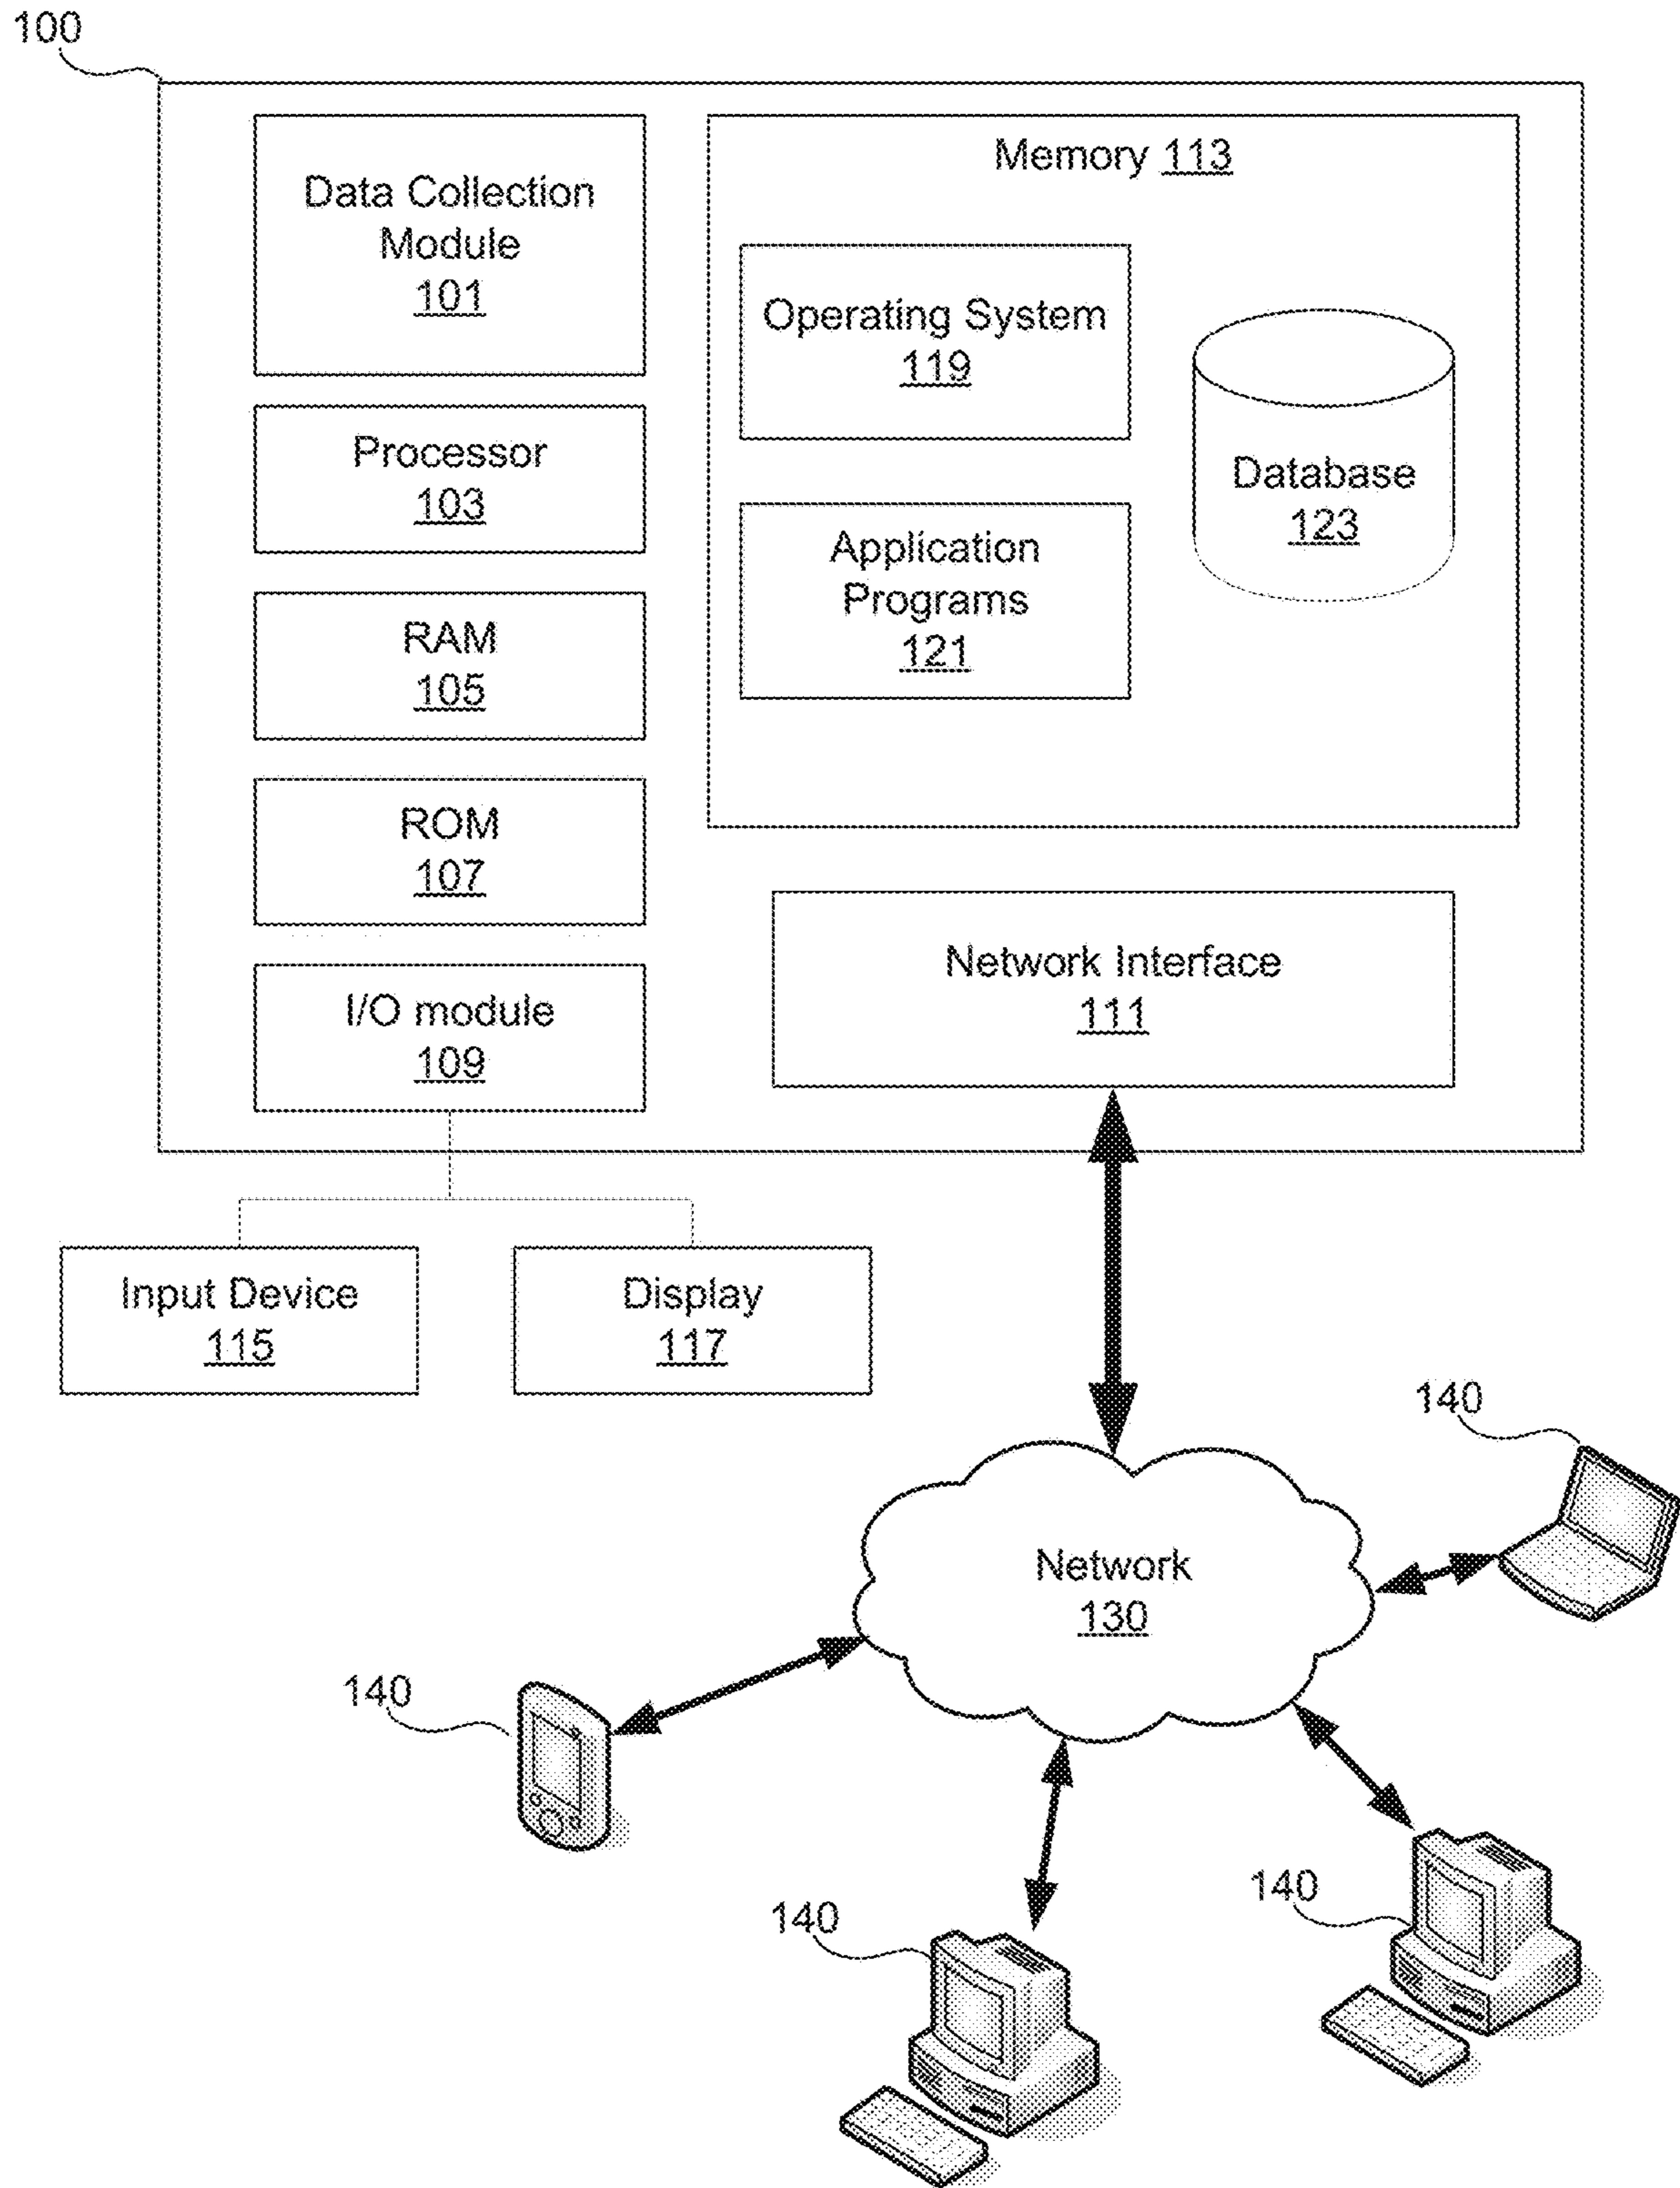 100
Data Collection
Module
101
Processor
103
RAM
105
ROM
107
I/O module
109
Memory 113
Operating System
119
Application
Programs
121
Database
123
Network Interface
111
Input Device
115
Display
117
Network
130
140
140
140
140